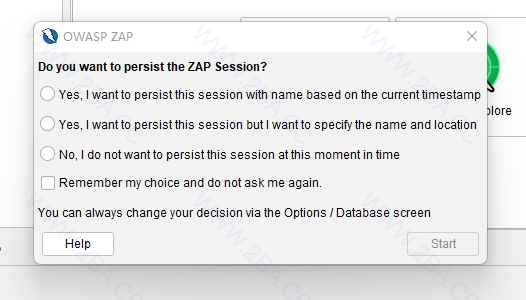 OWASP ZAP
Do you want to persist the ZAP Session?
Yes, I want to persist this session with name based on the current timestamp
Yes, I want to persist this session but I want to specify the name and location
No, I do not want to persist this session at this moment in time
Remember my choice and do not ask me again.
You can always change your decision via the Options / Database screen
Help
Start
plore
WWW.2BA.CC